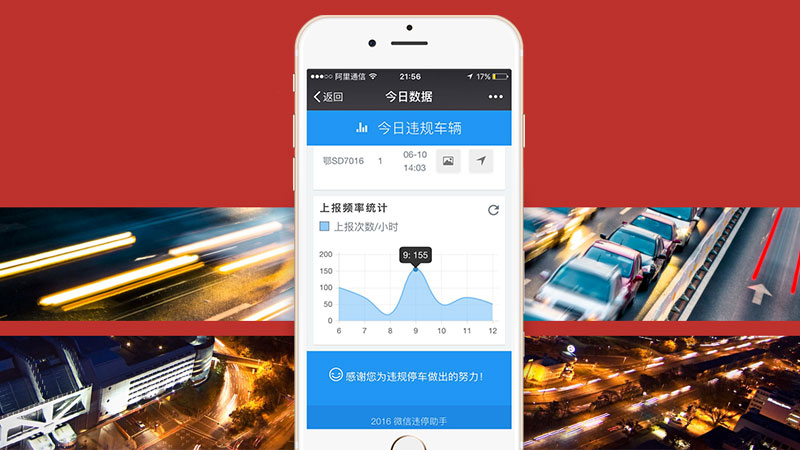 阿里通信
21:56
17%
返回
今日数据
今日违规车辆
鄂SD7016 1 06-10 14:03
上报频率统计
上报次数/小时
9: 155
200
150
100
50
0
6 7 8 9 10 11 12
感谢您为违规停车做出的努力!
2016 微信违停助手